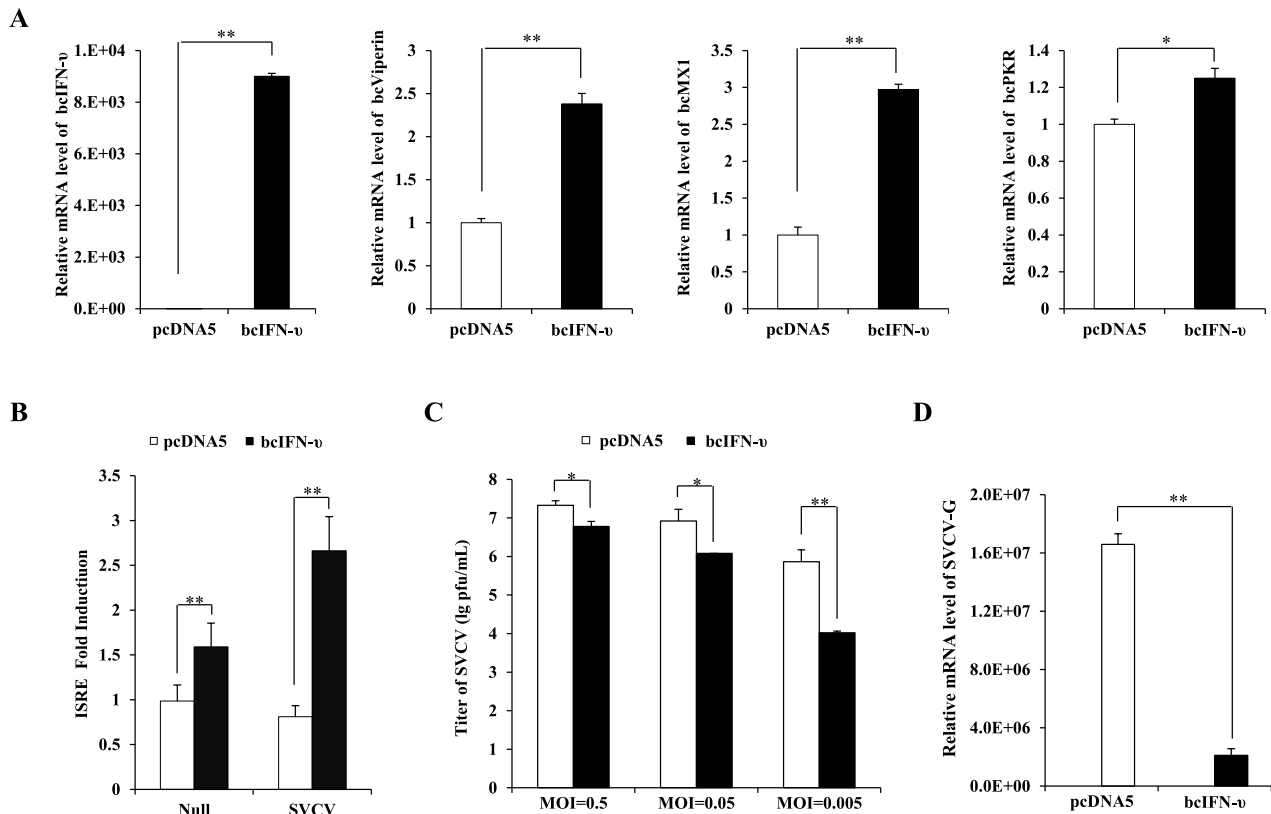 A
Relative mRNA level of bcIFN-υ
1.E+04
8.E+03
6.E+03
4.E+03
2.E+03
0.E+00
**
pcDNA5 bcIFN-υ
Relative mRNA level of bcViperin
3
2.5
2
1.5
1
0.5
0
**
pcDNA5 bcIFN-υ
Relative mRNA level of bcMX1
3.5
3
2.5
2
1.5
1
0.5
0
**
pcDNA5 bcIFN-υ
Relative mRNA level of bcPKR
1.4
1.2
1
0.8
0.6
0.4
0.2
0
*
pcDNA5 bcIFN-υ
B
pcDNA5 bcIFN-υ
ISRE Fold Inductiuon
3.5
3
2.5
2
1.5
1
0.5
0
**
**
Null SVCV
C
pcDNA5 bcIFN-υ
Titer of SVCV (lg pfu/mL)
8
7
6
5
4
3
2
1
0
*
*
**
MOI=0.5 MOI=0.05 MOI=0.005
D
Relative mRNA level of SVCV-G
2.0E+07
1.6E+07
1.2E+07
8.0E+06
4.0E+06
0.0E+00
**
pcDNA5 bcIFN-υ